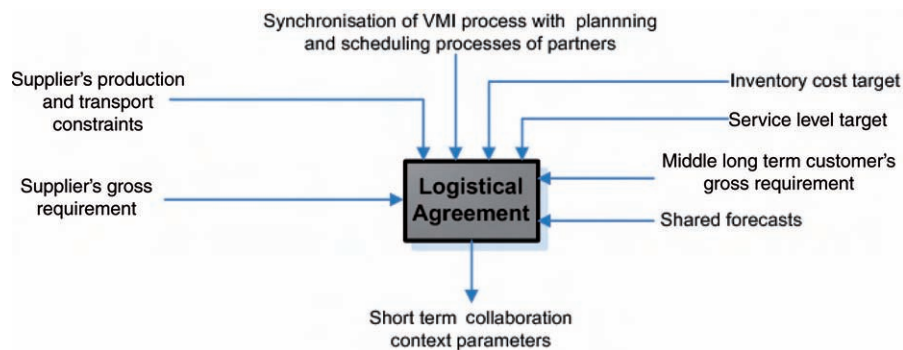 Synchronisation of VMI process with plannning
and scheduling processes of partners
Supplier's production
and transport
constraints
Inventory cost target
Service level target
Supplier's gross
requirement
Logistical
Agreement
Middle long term customer's
gross requirement
Shared forecasts
Short term collaboration
context parameters